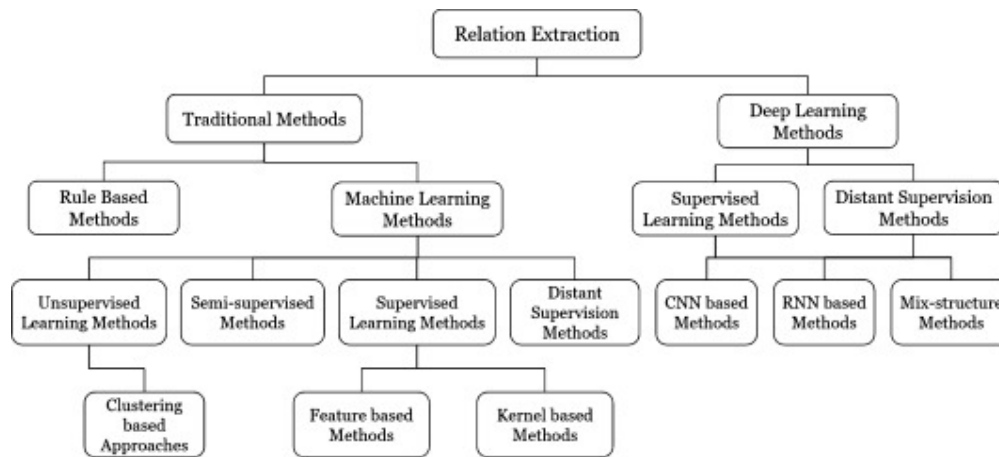 Relation Extraction
Traditional Methods
Deep Learning
Methods
Rule Based
Methods
Machine Learning
Methods
Supervised
Learning Methods
Distant Supervision
Methods
Unsupervised
Learning Methods
Semi-supervised
Methods
Supervised
Learning Methods
Distant
Supervision
Methods
CNN based
Methods
RNN based
Methods
Mix-structure
Methods
Clustering
based
Approaches
Feature based
Methods
Kernel based
Methods